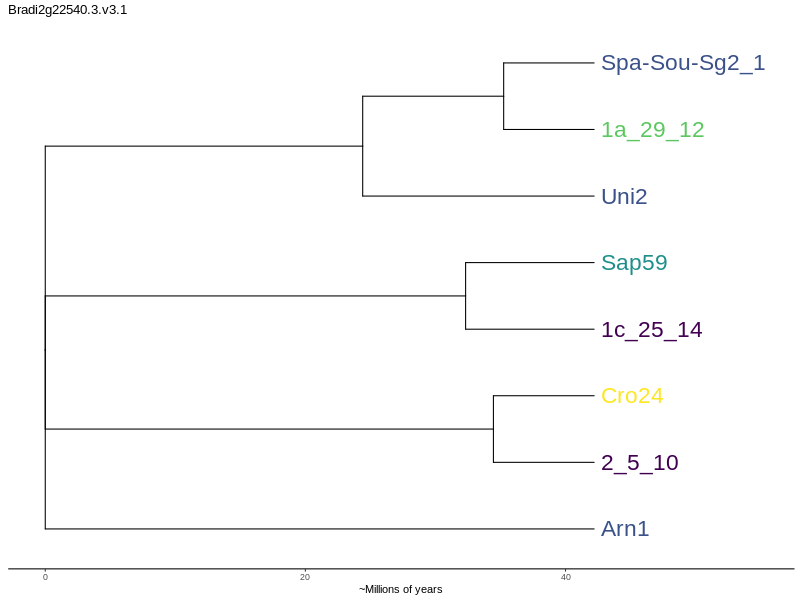 Bradi2g22540.3.v3.1
Spa-Sou-Sg2_1
1a_29_12
Uni2
Sap59
1c_25_14
Cro24
2_5_10
Arn1
0 20 40
~Millions of years